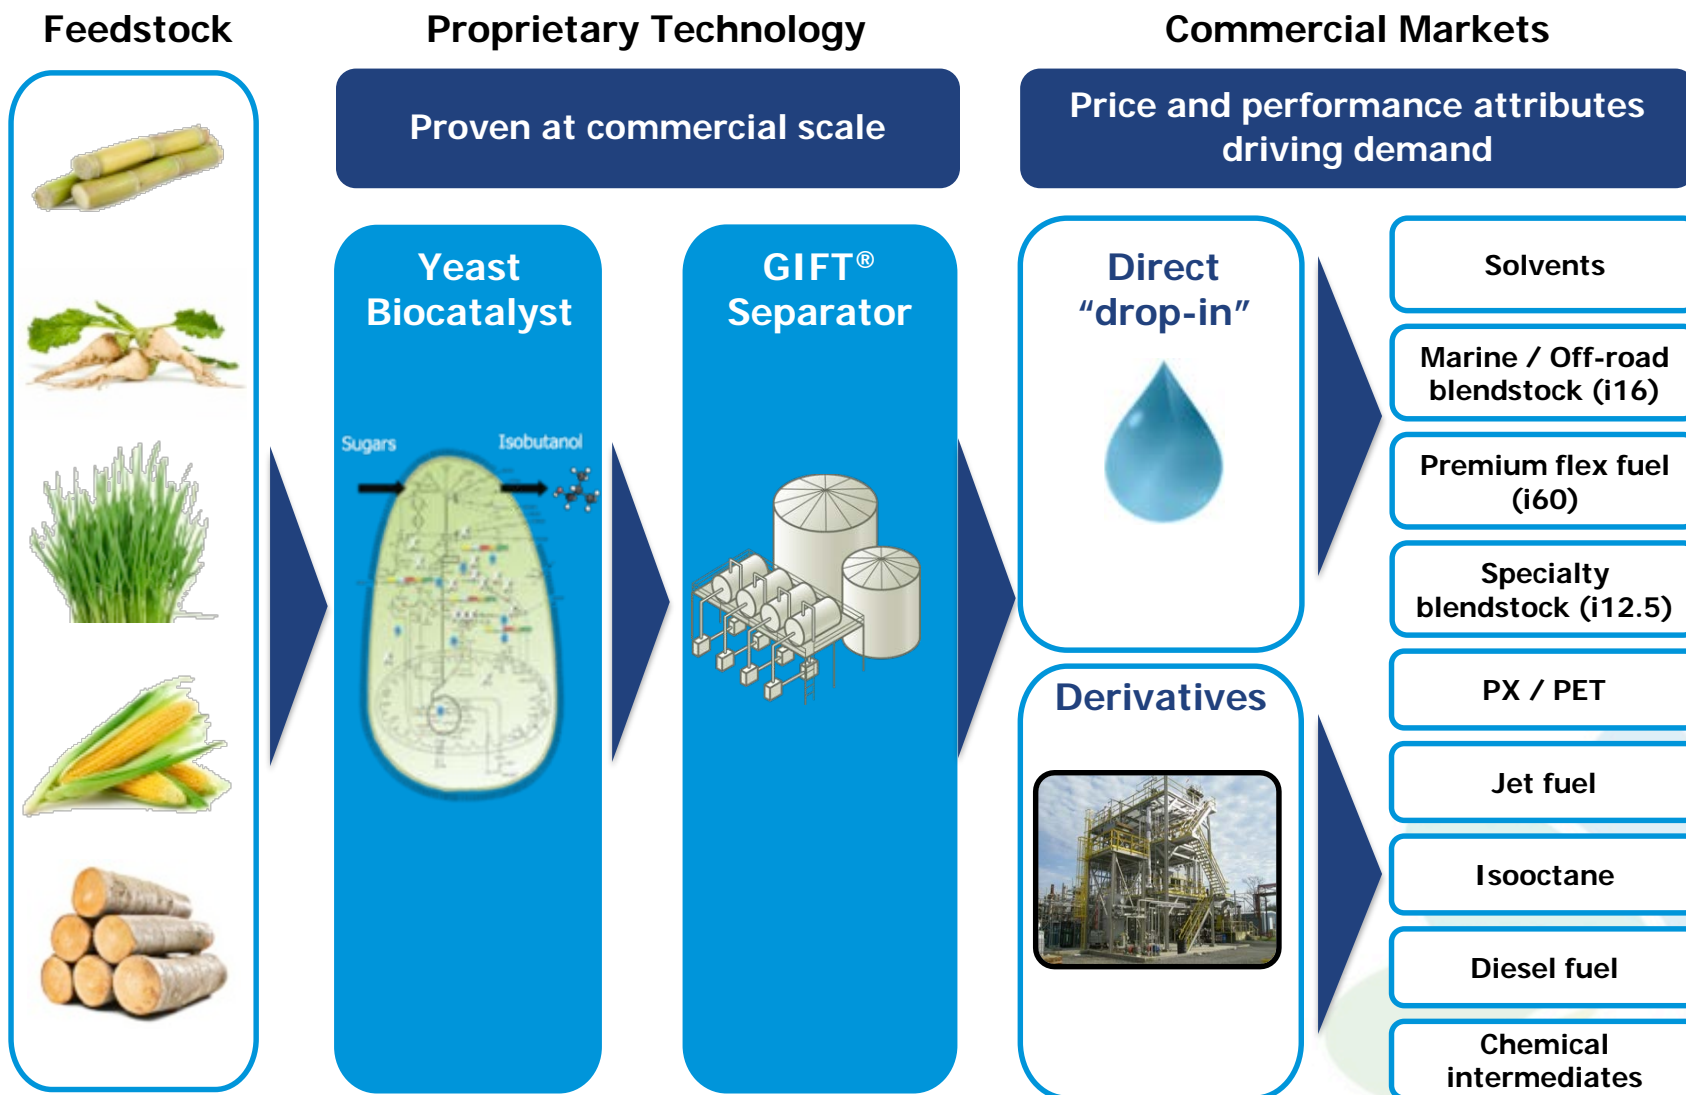 Feedstock
Proprietary Technology
Commercial Markets
Proven at commercial scale
Price and performance attributes
driving demand
Yeast
Biocatalyst
Sugars
Isobutanol
GIFT®
Separator
Direct
“drop-in”
Derivatives
Solvents
Marine / Off-road
blendstock (i16)
Premium flex fuel
(i60)
Specialty
blendstock (i12.5)
PX / PET
Jet fuel
Isooctane
Diesel fuel
Chemical
intermediates